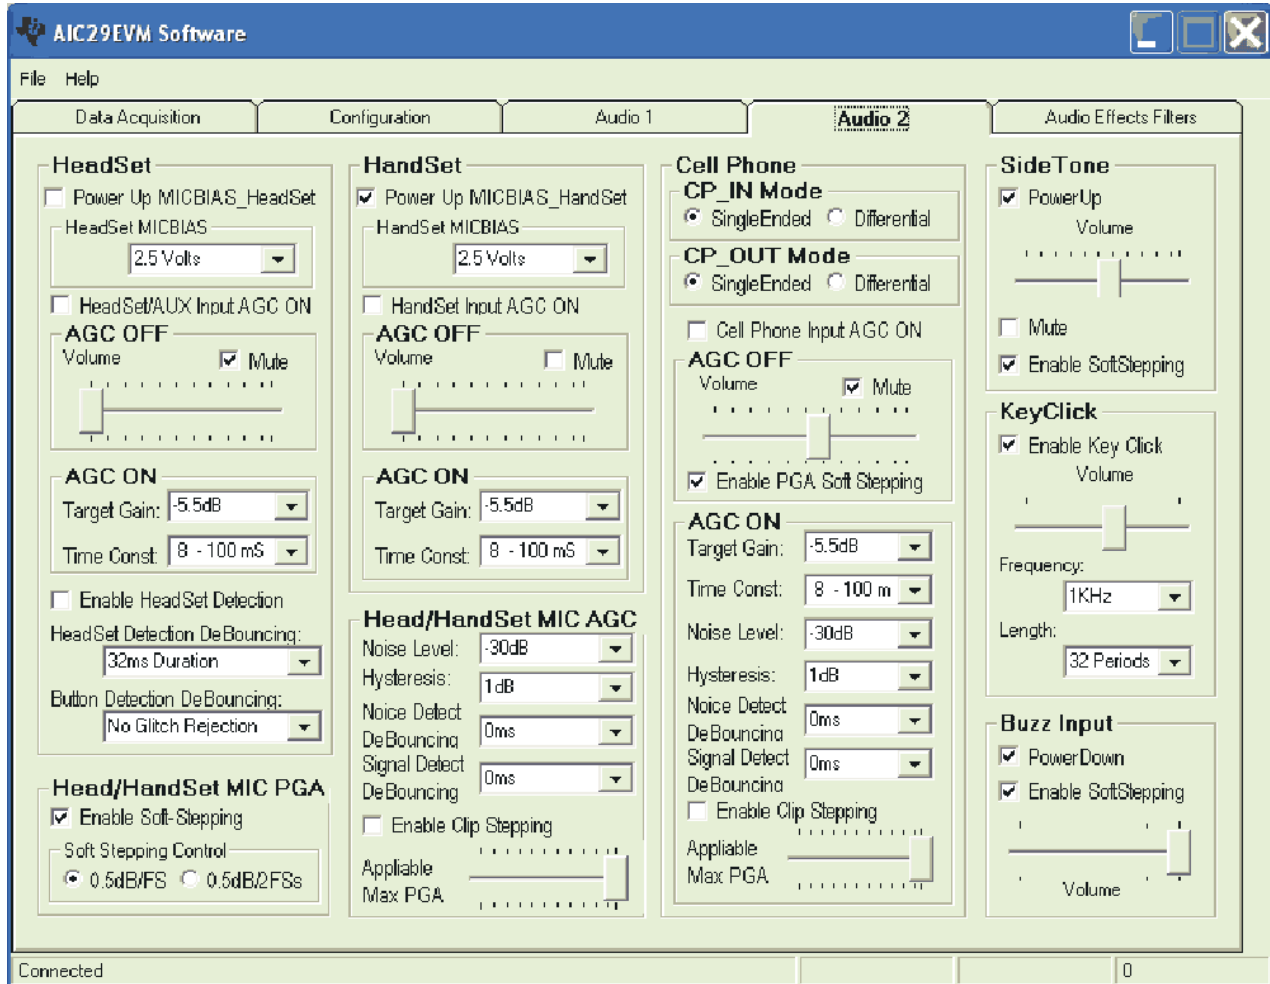 AIC29EVM Software
File Help
Data Acquisition
Configuration
Audio 1
Audio 2
Audio Effects Filters
HeadSet
Power Up MICBIAS_HeadSet
HeadSet MICBIAS
2.5 Volts
HeadSet/AUX Input AGC ON
AGC OFF
Volume
Mute
AGC ON
Target Gain: -5.5dB
Time Const: 8 - 100 mS
Enable HeadSet Detection
HeadSet Detection DeBouncing:
32ms Duration
Button Detection DeBouncing:
No Glitch Rejection
Head/HandSet MIC PGA
Enable Soft-Stepping
Soft Stepping Control
0.5dB/FS 0.5dB/2FSs
HandSet
Power Up MICBIAS_HandSet
HandSet MICBIAS
2.5 Volts
HandSet Input AGC ON
AGC OFF
Volume
Mute
AGC ON
Target Gain: -5.5dB
Time Const: 8 - 100 mS
Head/HandSet MIC AGC
Noise Level: -30dB
Hysteresis: 1dB
Noice Detect
DeBouncing 0ms
Signal Detect
DeBouncing 0ms
Enable Clip Stepping
Appliable
Max PGA
Cell Phone
CP_IN Mode
SingleEnded Differential
CP_OUT Mode
SingleEnded Differential
Cell Phone Input AGC ON
AGC OFF
Volume
Mute
Enable PGA Soft Stepping
AGC ON
Target Gain: -5.5dB
Time Const: 8 - 100 m
Noise Level: -30dB
Hysteresis: 1dB
Noice Detect
DeBouncing 0ms
Signal Detect
DeBouncing 0ms
Enable Clip Stepping
Appliable
Max PGA
SideTone
PowerUp
Volume
Mute
Enable SoftStepping
KeyClick
Enable Key Click
Volume
Frequency:
1KHz
Length:
32 Periods
Buzz Input
PowerDown
Enable SoftStepping
Volume
Connected
0